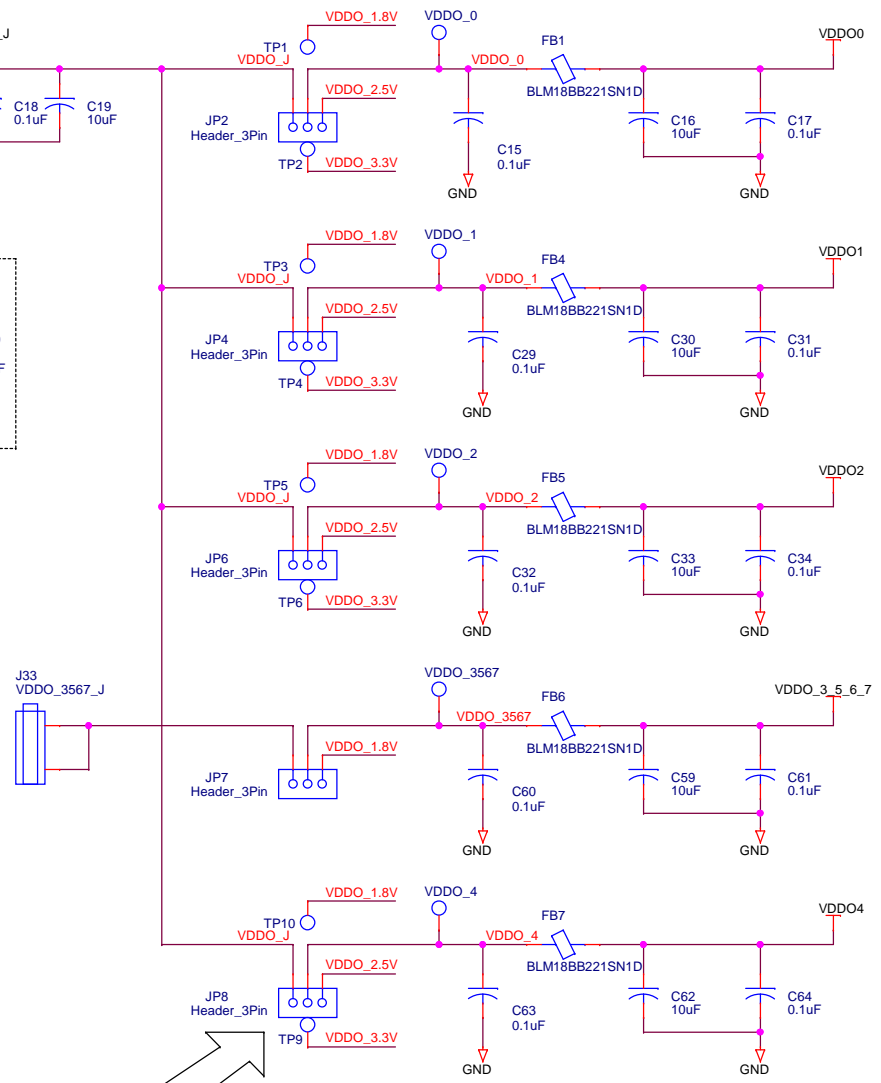 _J
C18
0.1uF
C19
10uF
VDDO_1.8V
TP1
VDDO_J
VDDO_2.5V
JP2
Header_3Pin
TP2
VDDO_3.3V
VDDO_0
VDDO_0
FB1
BLM18BB221SN1D
C15
0.1uF
GND
C16
10uF
C17
0.1uF
GND
VDDO0
VDDO_1.8V
TP3
VDDO_J
VDDO_2.5V
JP4
Header_3Pin
TP4
VDDO_3.3V
VDDO_1
VDDO_1
FB4
BLM18BB221SN1D
C29
0.1uF
GND
C30
10uF
C31
0.1uF
GND
VDDO1
F
VDDO_1.8V
TP5
VDDO_J
VDDO_2.5V
JP6
Header_3Pin
TP6
VDDO_3.3V
VDDO_2
VDDO_2
FB5
BLM18BB221SN1D
C32
0.1uF
GND
C33
10uF
C34
0.1uF
GND
VDDO2
J33
VDDO_3567_J
VDDO_1.8V
JP7
Header_3Pin
VDDO_3567
VDDO_3567
FB6
BLM18BB221SN1D
C60
0.1uF
GND
C59
10uF
C61
0.1uF
GND
VDDO_3_5_6_7
VDDO_1.8V
TP10
VDDO_J
VDDO_2.5V
JP8
Header_3Pin
TP9
VDDO_3.3V
VDDO_4
VDDO_4
FB7
BLM18BB221SN1D
C63
0.1uF
GND
C62
10uF
C64
0.1uF
GND
VDDO4